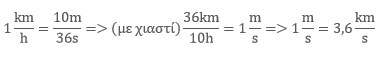 1 km/h = 10m/36s => (με χιαστί) 36km/10h = 1 m/s => 1 m/s = 3,6 km/s